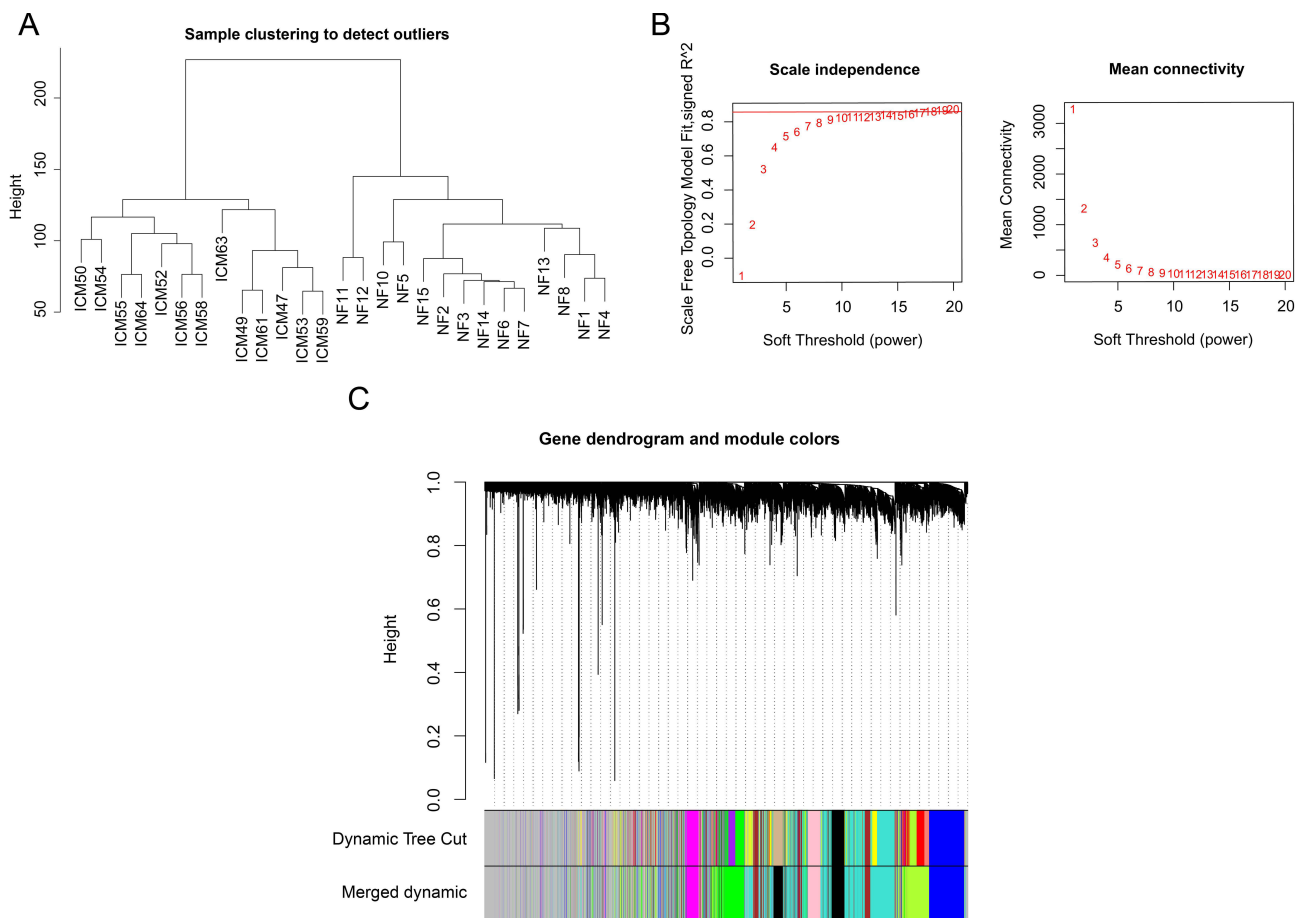 A
Sample clustering to detect outliers
Height
50
100
150
200
ICM50
ICM54
ICM55
ICM64
ICM52
ICM56
ICM58
ICM63
ICM49
ICM61
ICM47
ICM53
ICM59
NF11
NF12
NF10
NF5
NF15
NF2
NF3
NF14
NF6
NF7
NF13
NF8
NF1
NF4
B
Scale independence
Scale Free Topology Model Fit,signed R^2
0.0
0.2
0.4
0.6
0.8
1
2
3
4
5
6
7
8
9
10
11
12
13
14
15
16
17
18
19
20
5 10 15 20
Soft Threshold (power)
Mean connectivity
Mean Connectivity
0
1000
2000
3000
1
2
3
4
5
6
7
8
9
10
11
12
13
14
15
16
17
18
19
20
5 10 15 20
Soft Threshold (power)
C
Gene dendrogram and module colors
Height
0.0
0.2
0.4
0.6
0.8
1.0
Dynamic Tree Cut
Merged dynamic